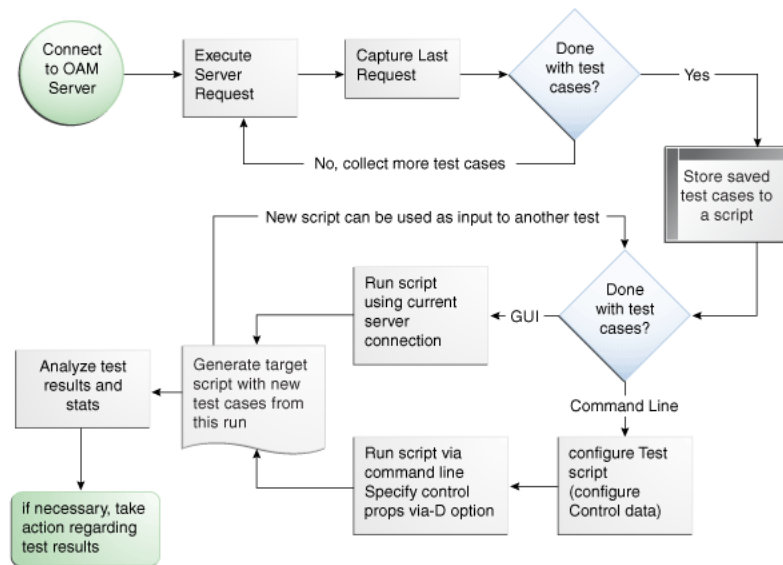 Connect
to OAM
Server
Execute
Server
Request
Capture Last
Request
Done
with test
cases?
Yes
No, collect more test cases
Store saved
test cases to
a script
New script can be used as input to another test
Done
with test
cases?
GUI
Run script
using current
server
connection
Generate target
script with new
test cases from
this run
Analyze test
results and
stats
Command Line
configure Test
script
(configure
Control data)
Run script via
command line
Specify control
props via-D option
if necessary, take
action regarding
test results